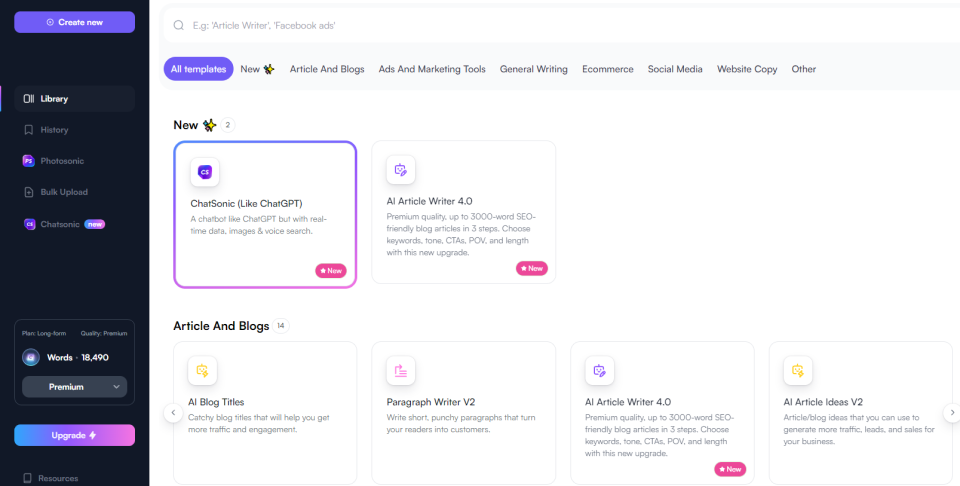 Create new
Library
History
PS Photosonic
Bulk Upload
CS Chatsonic new
Plan: Long-form Quality: Premium
Words · 18,490
Premium
Upgrade
Resources
E.g: 'Article Writer', 'Facebook ads'
All templates New Article And Blogs Ads And Marketing Tools General Writing Ecommerce Social Media Website Copy Other
New 2
CS
ChatSonic (Like ChatGPT)
A chatbot like ChatGPT but with real-
time data, images & voice search.
New
AI Article Writer 4.0
Premium quality, up to 3000-word SEO-
friendly blog articles in 3 steps. Choose
keywords, tone, CTAs, POV, and length
with this new upgrade.
New
Article And Blogs 14
AI Blog Titles
Catchy blog titles that will help you get
more traffic and engagement.
Paragraph Writer V2
Write short, punchy paragraphs that turn
your readers into customers.
AI Article Writer 4.0
Premium quality, up to 3000-word SEO-
friendly blog articles in 3 steps. Choose
keywords, tone, CTAs, POV, and length
with this new upgrade.
New
AI Article Ideas V2
Article/blog ideas that you can use to
generate more traffic, leads, and sales for
your business.